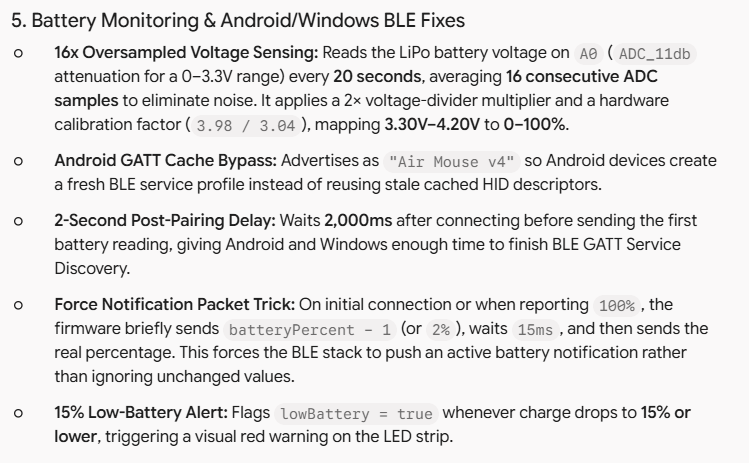 5. Battery Monitoring & Android/Windows BLE Fixes
16x Oversampled Voltage Sensing: Reads the LiPo battery voltage on A0 ( ADC_11db
attenuation for a 0–3.3V range) every 20 seconds, averaging 16 consecutive ADC
samples to eliminate noise. It applies a 2× voltage-divider multiplier and a hardware
calibration factor ( 3.98 / 3.04 ), mapping 3.30V–4.20V to 0–100%.
Android GATT Cache Bypass: Advertises as "Air Mouse v4" so Android devices create
a fresh BLE service profile instead of reusing stale cached HID descriptors.
2-Second Post-Pairing Delay: Waits 2,000ms after connecting before sending the first
battery reading, giving Android and Windows enough time to finish BLE GATT Service
Discovery.
Force Notification Packet Trick: On initial connection or when reporting 100% , the
firmware briefly sends batteryPercent - 1 (or 2% ), waits 15ms , and then sends the
real percentage. This forces the BLE stack to push an active battery notification rather
than ignoring unchanged values.
15% Low-Battery Alert: Flags lowBattery = true whenever charge drops to 15% or
lower, triggering a visual red warning on the LED strip.